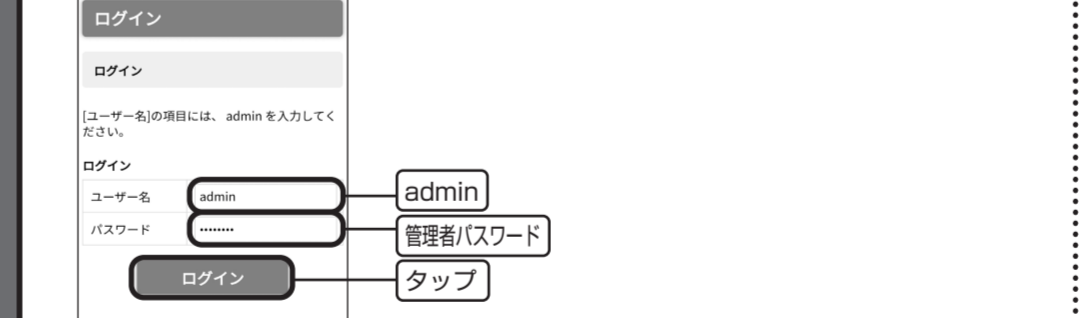 ログイン
ログイン
[ユーザー名]の項目には、 admin を入力してく
ださい。
ログイン
ユーザー名 admin admin
パスワード •••••••• 管理者パスワード
ログイン タップ